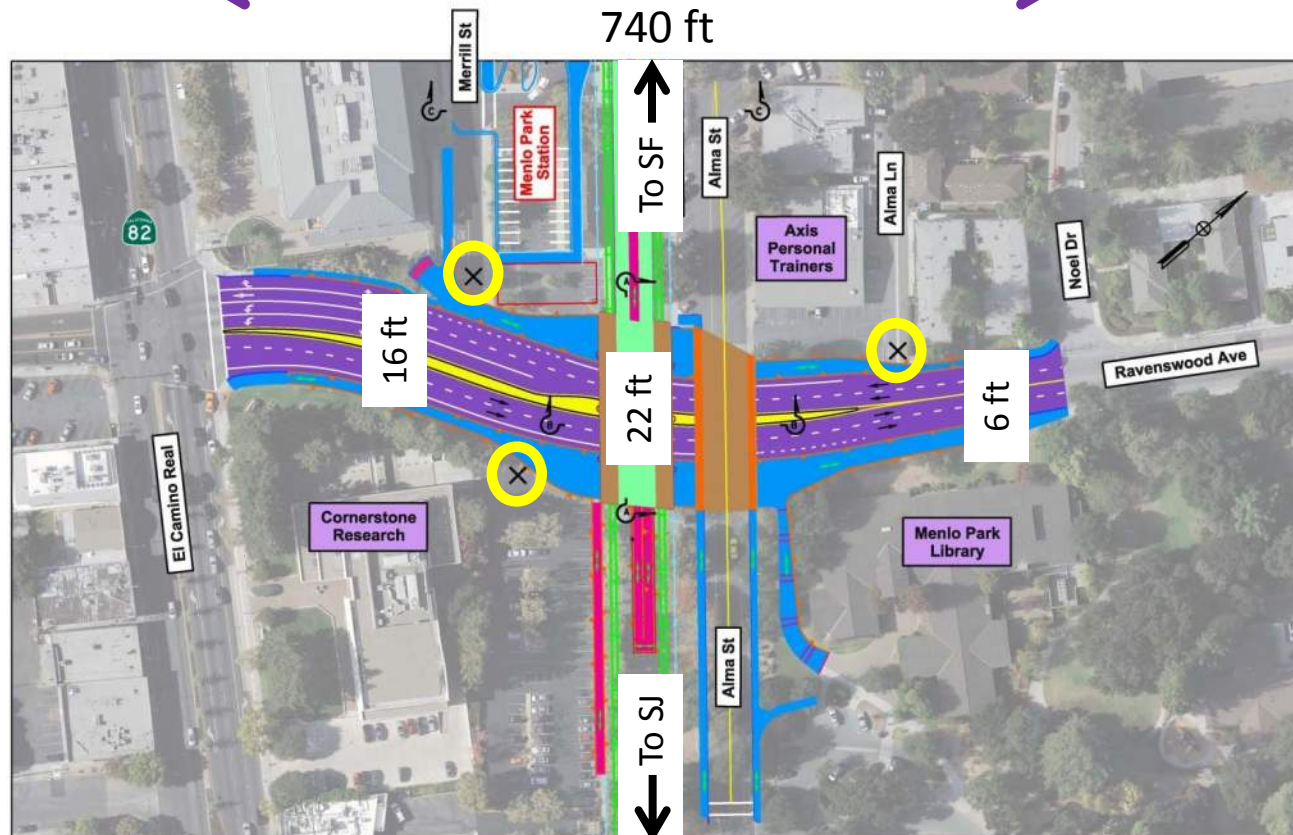 740 ft
Merrill St
C
C
Menlo Park
Station
To SF
Alma St
Alma Ln
Axis
Personal
Trainers
Noel Dr
82
A
16 ft
22 ft
6 ft
Ravenswood Ave
B
B
El Camino Real
Cornerstone
Research
A
Menlo Park
Library
Alma St
To SJ